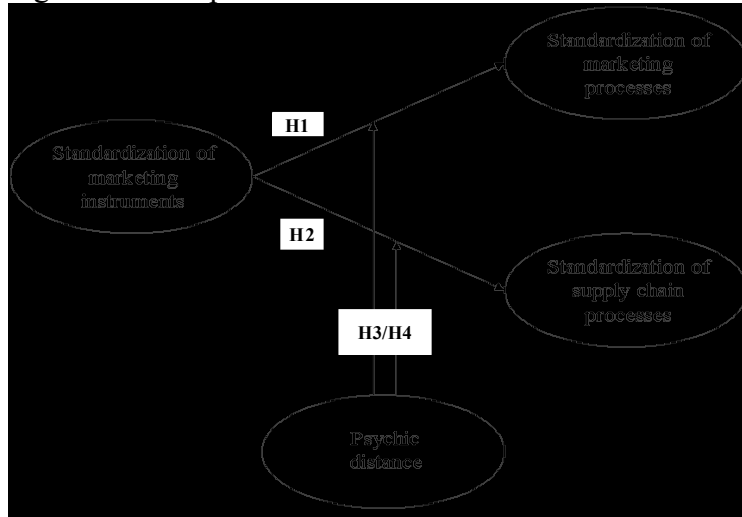 Standardization of
marketing
processes
H1
Standardization of
marketing
instruments
H2
Standardization of
supply chain
processes
H3/H4
Psychic
distance